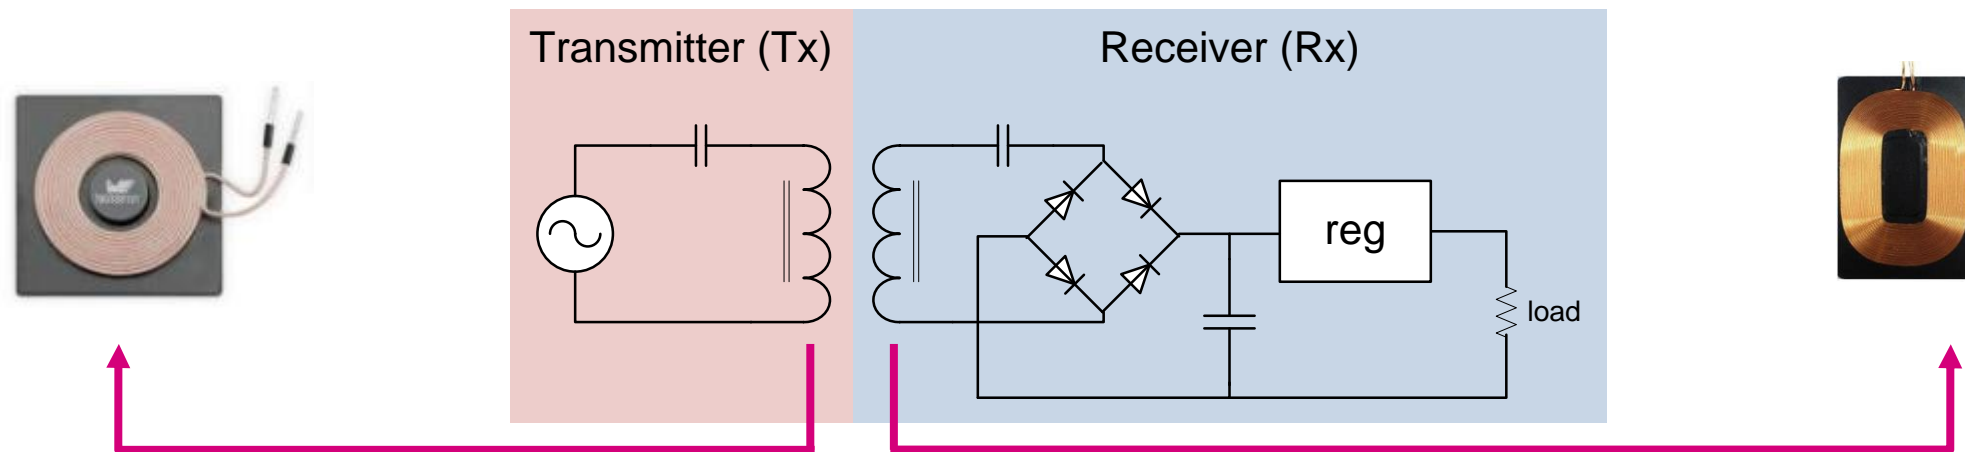 Transmitter (Tx)
Receiver (Rx)
reg
load